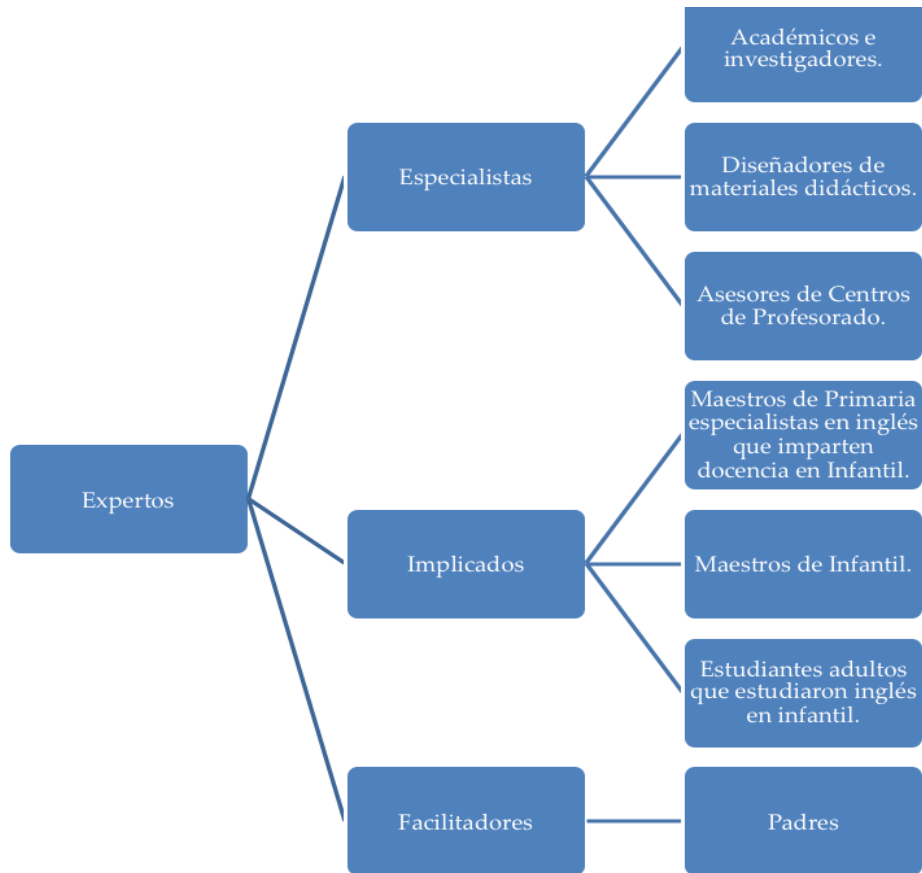 Académicos e
investigadores.
Especialistas
Diseñadores de
materiales didácticos.
Asesores de Centros
de Profesorado.
Expertos
Maestros de Primaria
especialistas en inglés
que imparten
docencia en Infantil.
Implicados
Maestros de Infantil.
Estudiantes adultos
que estudiaron inglés
en infantil.
Facilitadores
Padres